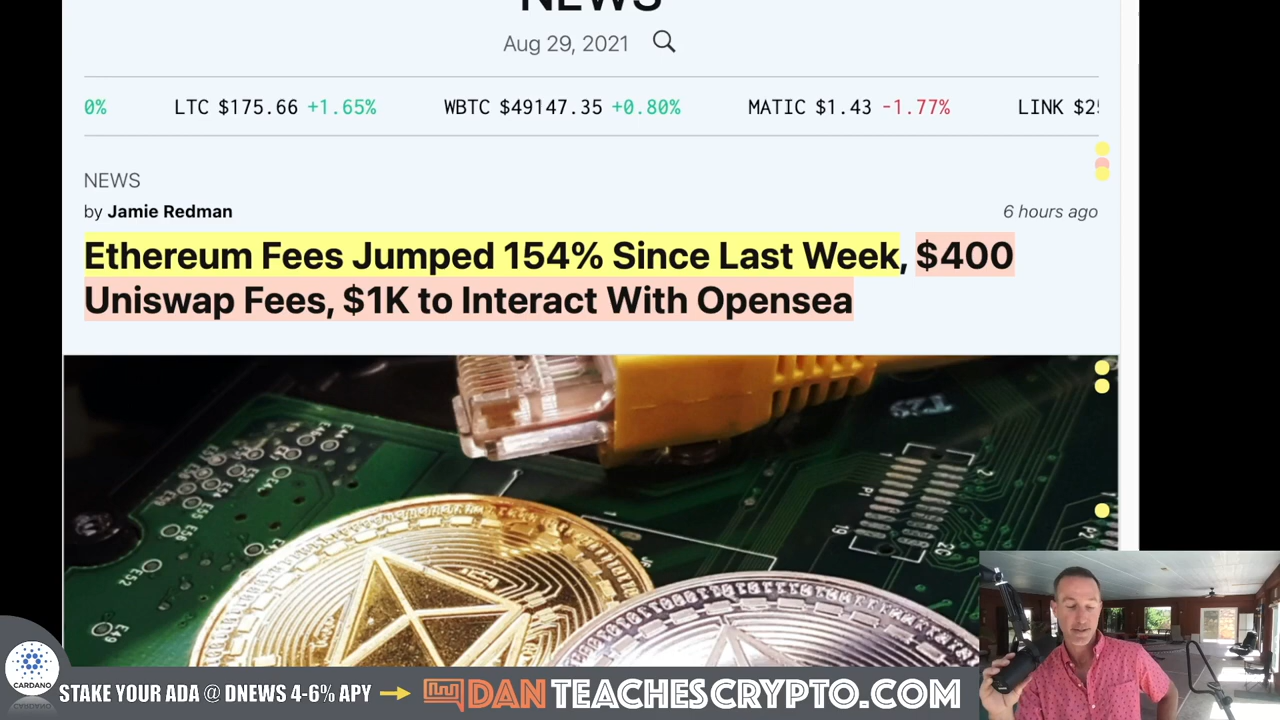 NEWS
Aug 29, 2021
0% LTC $175.66 +1.65% WBTC $49147.35 +0.80% MATIC $1.43 -1.77% LINK
NEWS
by Jamie Redman 6 hours ago
Ethereum Fees Jumped 154% Since Last Week, $400
Uniswap Fees, $1K to Interact With Opensea
CARDANO
STAKE YOUR ADA @ DNEWS 4-6% APY DANTEACHESCRYPTO.COM